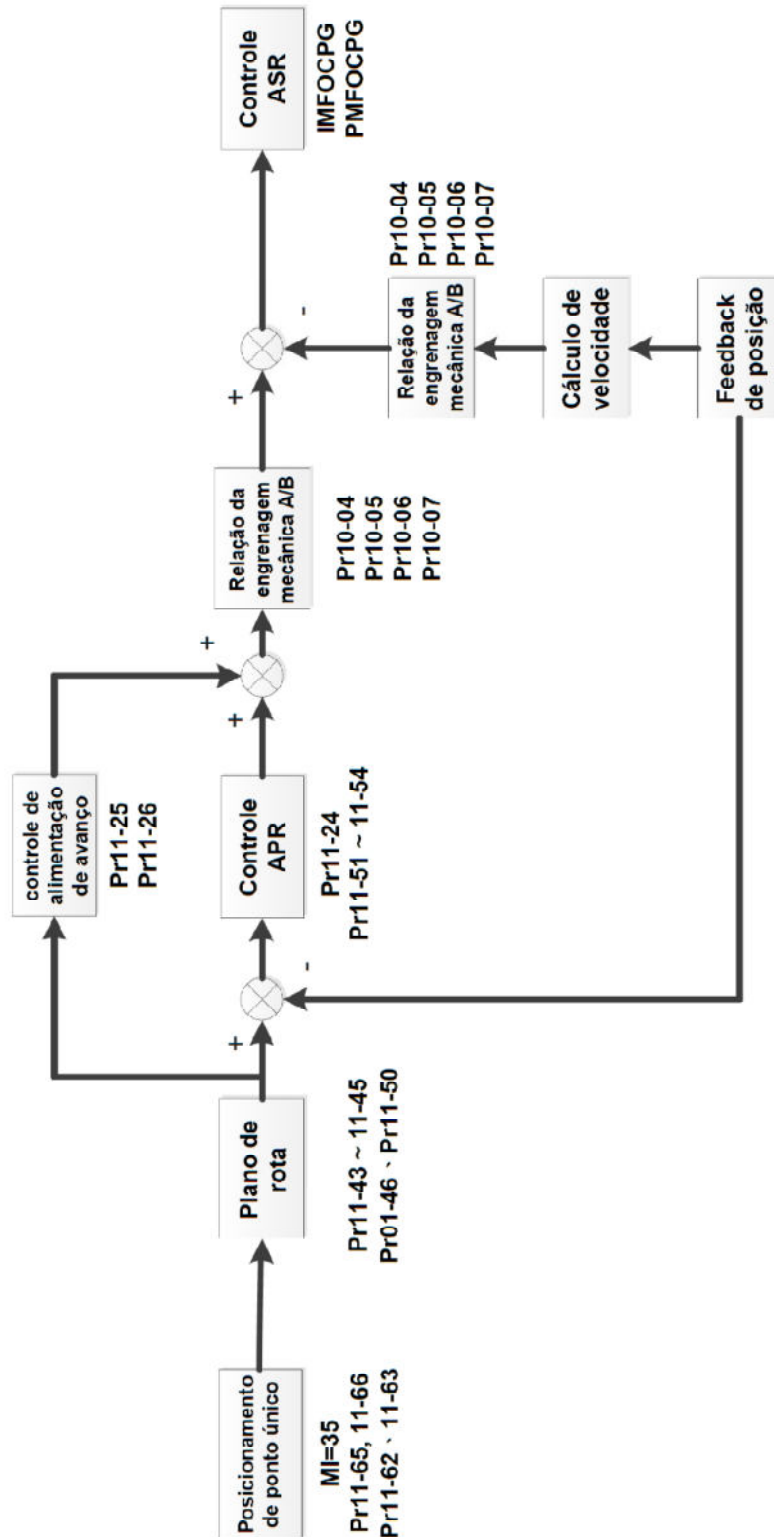 Posicionamento
de ponto único
MI=35
Pr11-65, 11-66
Pr11-62、11-63
Plano de
rota
Pr11-43 ~ 11-45
Pr01-46、Pr11-50
controle de
alimentação
de avanço
Pr11-25
Pr11-26
+
-
Controle
APR
Pr11-24
Pr11-51 ~ 11-54
+
+
Relação da
engrenagem
mecânica A/B
Pr10-04
Pr10-05
Pr10-06
Pr10-07
+
-
Controle
ASR
IMFOCPG
PMFOCPG
Relação da
engrenagem
mecânica A/B
Pr10-04
Pr10-05
Pr10-06
Pr10-07
Cálculo de
velocidade
Feedback
de posição